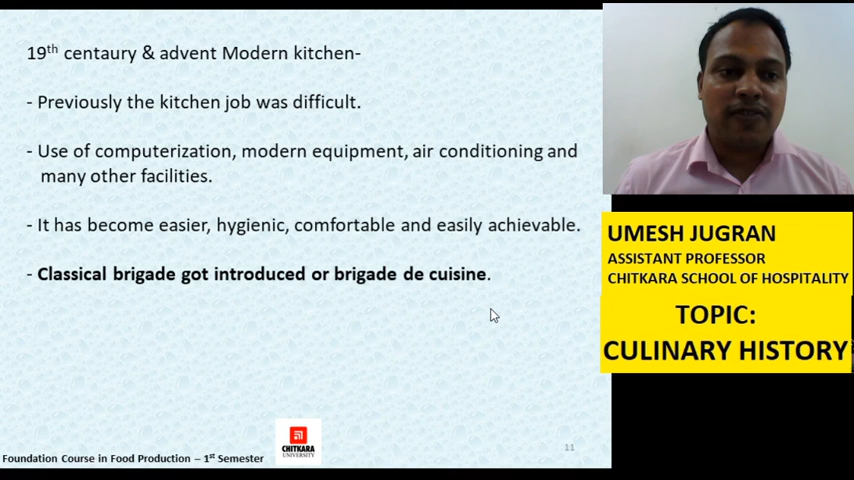 19th centaury & advent Modern kitchen-
- Previously the kitchen job was difficult.
- Use of computerization, modern equipment, air conditioning and
many other facilities.
- It has become easier, hygienic, comfortable and easily achievable.
- Classical brigade got introduced or brigade de cuisine.
UMESH JUGRAN
ASSISTANT PROFESSOR
CHITKARA SCHOOL OF HOSPITALITY
TOPIC:
CULINARY HISTORY
CHITKARA
UNIVERSITY
Foundation Course in Food Production – 1st Semester
11